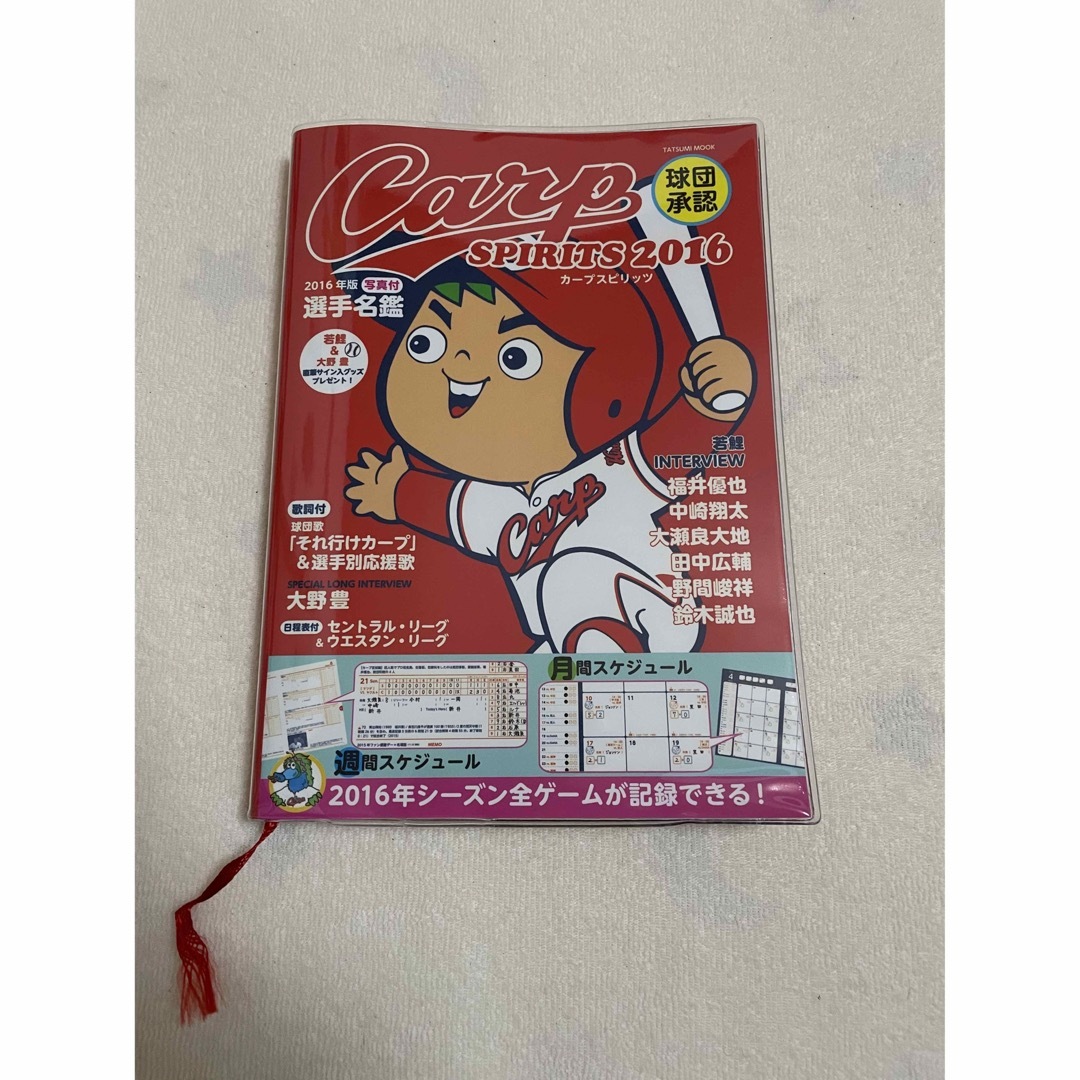 TATSUMI MOOK
Carp
球団
承認
SPIRITS 2016
カープスピリッツ
2016年版 写真付
選手名鑑
若鯉
&
大野 豊
直筆サイン入グッズ
プレゼント!
Carp
若鯉
INTERVIEW
福井優也
中崎翔太
大瀬良大地
田中広輔
野間峻祥
鈴木誠也
歌詞付
球団歌
「それ行けカープ」
&選手別応援歌
SPECIAL LONG INTERVIEW
大野 豊
日程表付 セントラル・リーグ
&ウエスタン・リーグ
月間スケジュール
週間スケジュール
MEMO
2016年シーズン全ゲームが記録できる!